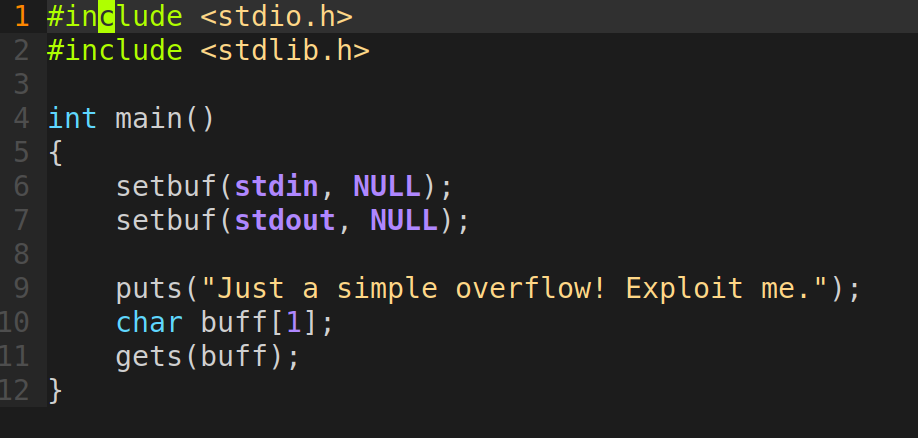 1 #include <stdio.h>
2 #include <stdlib.h>
3
4 int main()
5 {
6     setbuf(stdin, NULL);
7     setbuf(stdout, NULL);
8
9     puts("Just a simple overflow! Exploit me.");
10     char buff[1];
11     gets(buff);
12 }